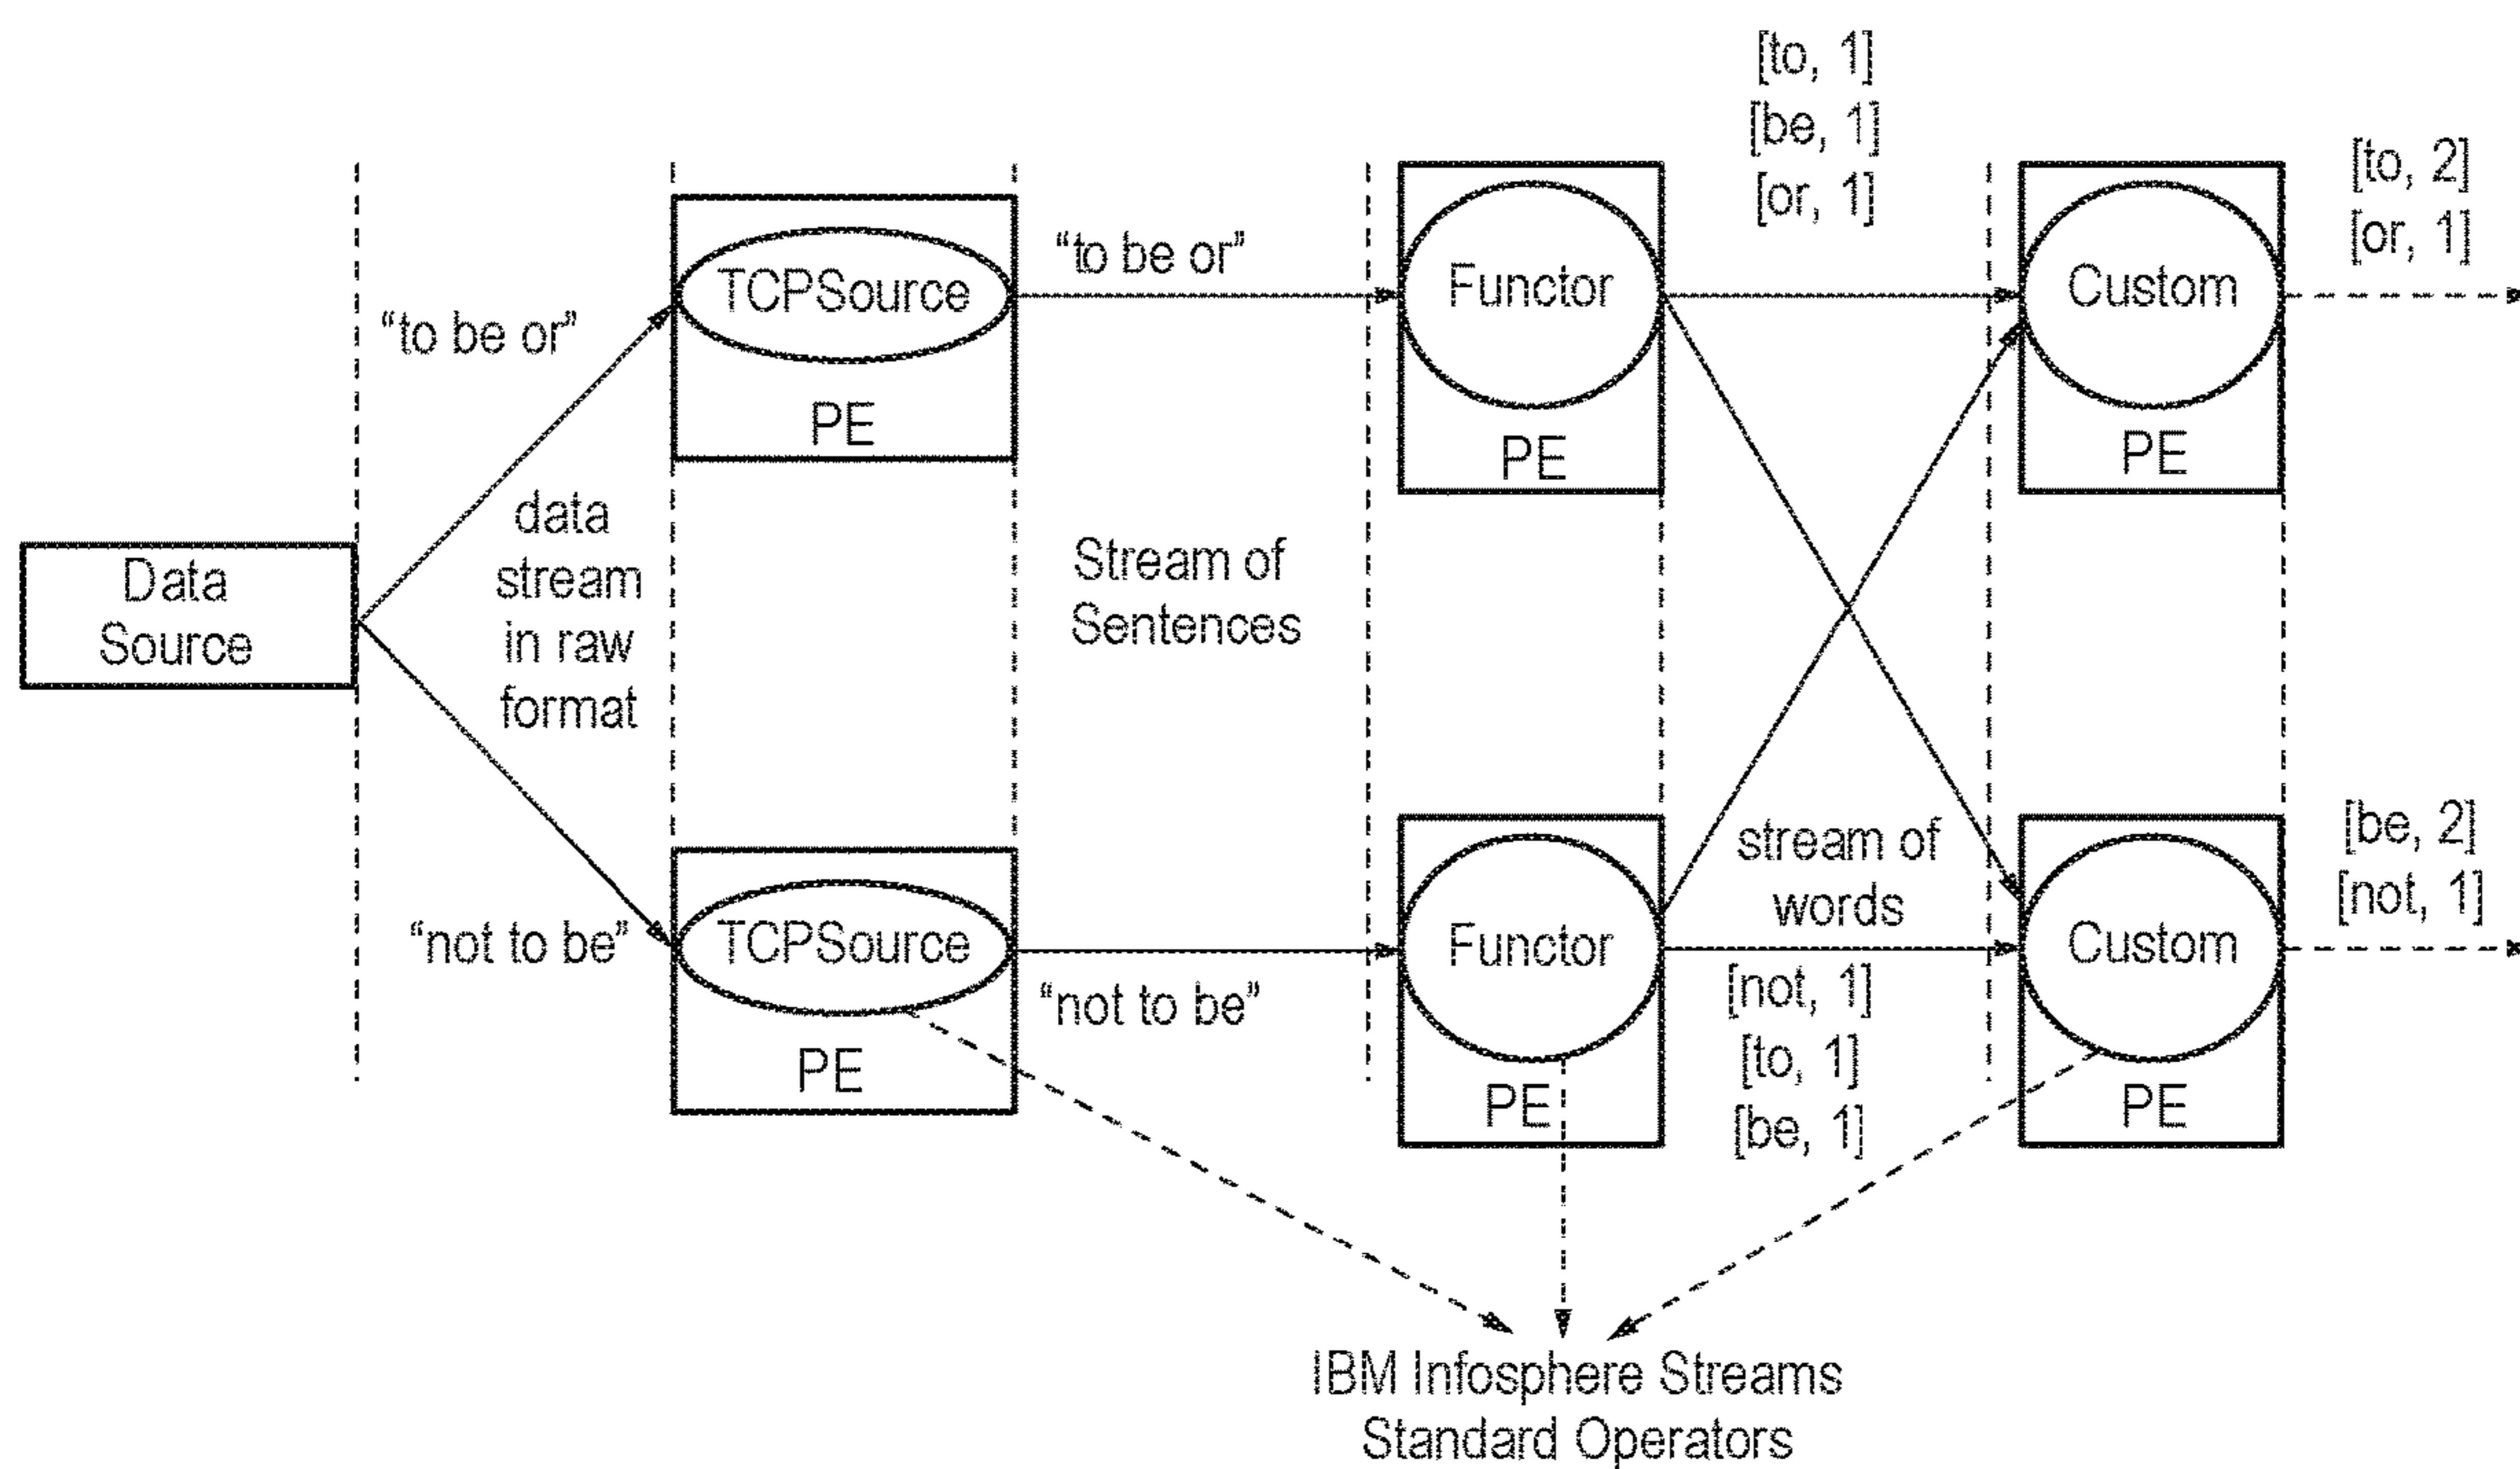 Data
Source
“to be or”
data
stream
in raw
format
“not to be”
TCPSource
PE
TCPSource
PE
“to be or”
Stream of
Sentences
“not to be”
Functor
PE
Functor
PE
[to, 1]
[be, 1]
[or, 1]
stream of
words
[not, 1]
[to, 1]
[be, 1]
Custom
PE
Custom
PE
[to, 2]
[or, 1]
[be, 2]
[not, 1]
IBM Infosphere Streams
Standard Operators